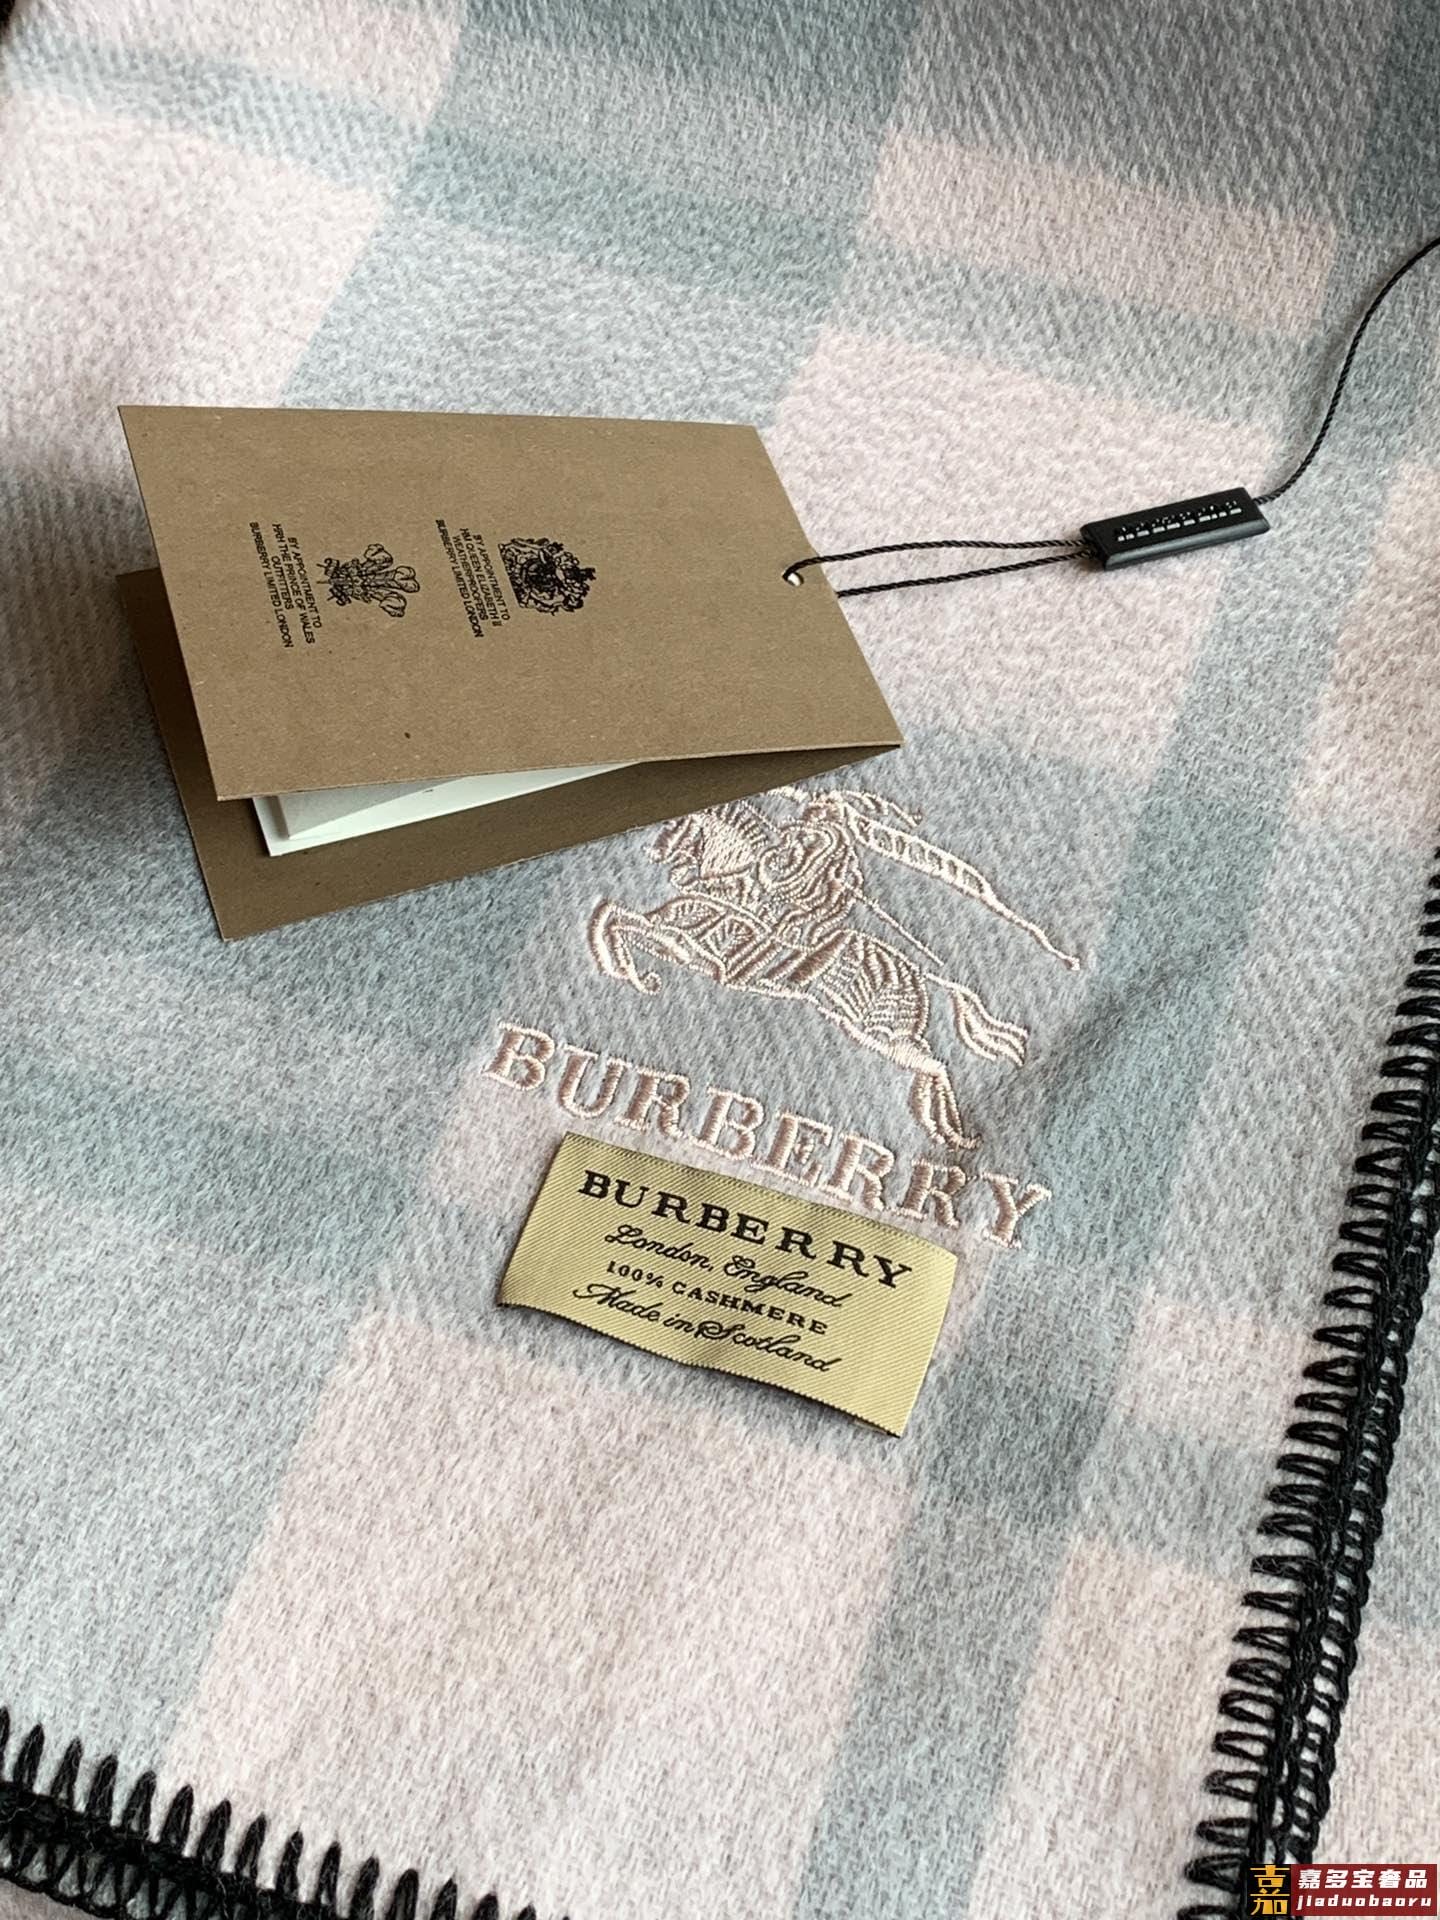 BY APPOINTMENT TO
HM QUEEN ELIZABETH II
WEATHERPROOFERS
BURBERRY LIMITED LONDON
BY APPOINTMENT TO
HRH THE PRINCE OF WALES
OUTFITTERS
BURBERRY LIMITED LONDON
BURBERRY
BURBERRY
London, England
100% CASHMERE
Made in Scotland
嘉 嘉多宝奢品
jiaduobaoru